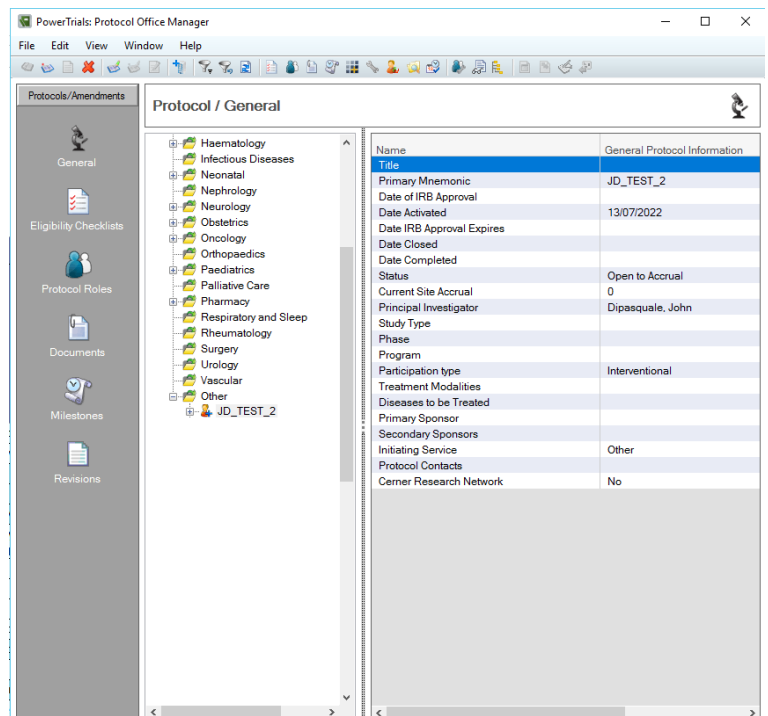 PowerTrials: Protocol Office Manager
File Edit View Window Help
Protocols/Amendments
General
Eligibility Checklists
Protocol Roles
Documents
Milestones
Revisions
Protocol / General
Haematology
Infectious Diseases
Neonatal
Nephrology
Neurology
Obstetrics
Oncology
Orthopaedics
Paediatrics
Palliative Care
Pharmacy
Respiratory and Sleep
Rheumatology
Surgery
Urology
Vascular
Other
JD_TEST_2
Name General Protocol Information
Title
Primary Mnemonic JD_TEST_2
Date of IRB Approval
Date Activated 13/07/2022
Date IRB Approval Expires
Date Closed
Date Completed
Status Open to Accrual
Current Site Accrual 0
Principal Investigator Dipasquale, John
Study Type
Phase
Program
Participation type Interventional
Treatment Modalities
Diseases to be Treated
Primary Sponsor
Secondary Sponsors
Initiating Service Other
Protocol Contacts
Cerner Research Network No